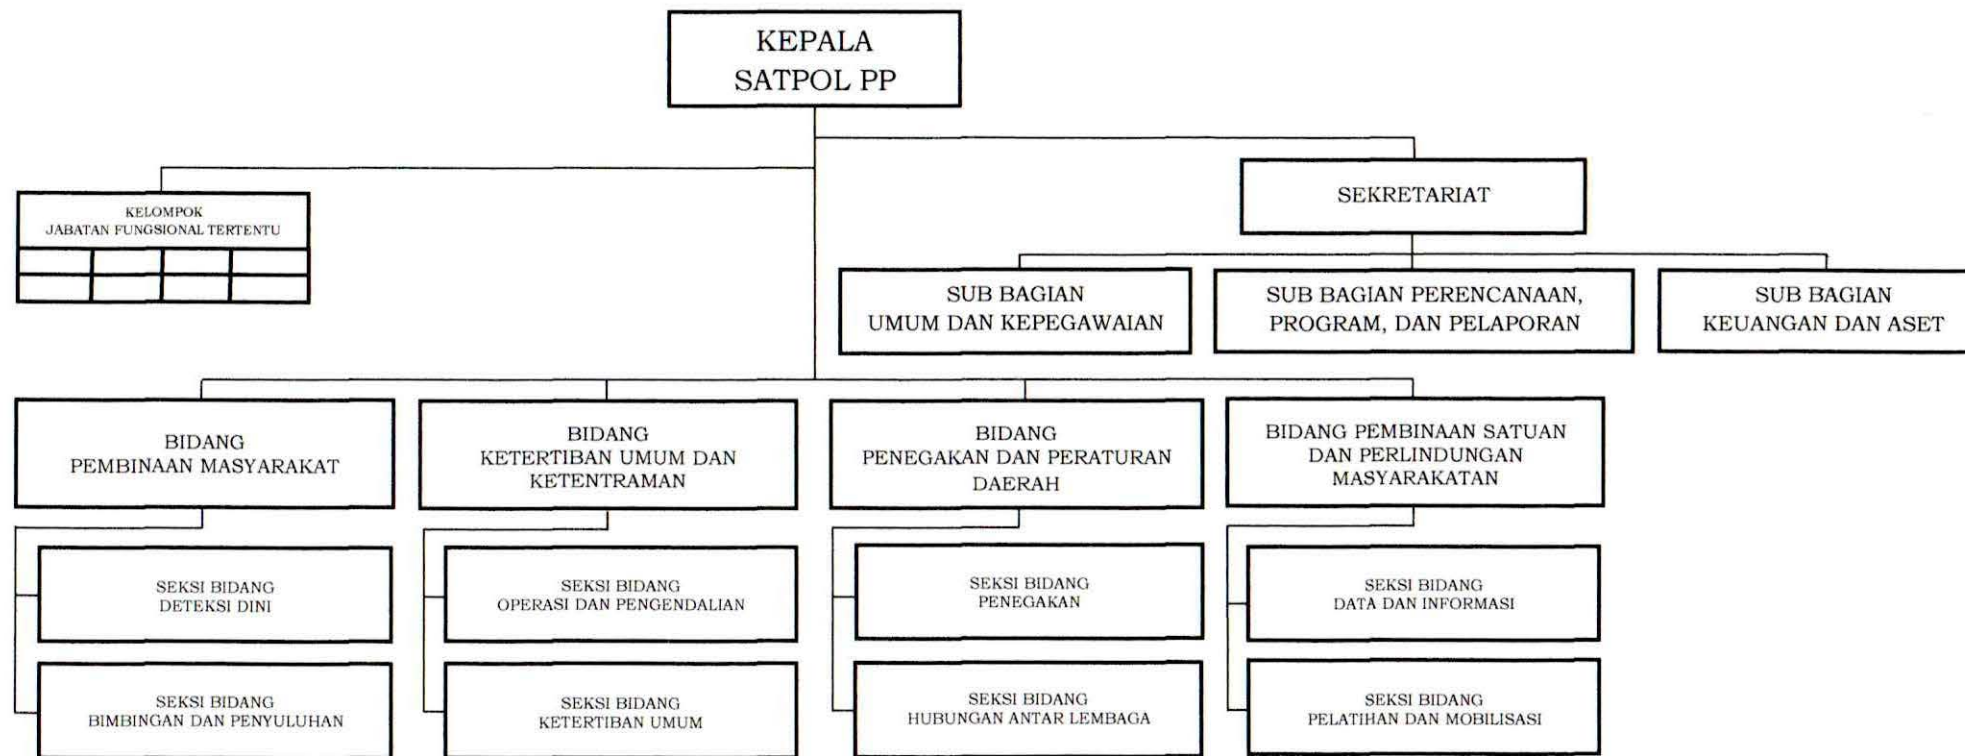 KEPALA
SATPOL PP
SEKRETARIAT
KELOMPOK
JABATAN FUNGSIONAL TERTENTU
SUB BAGIAN
UMUM DAN KEPEGAWAIAN
SUB BAGIAN PERENCANAAN,
PROGRAM, DAN PELAPORAN
SUB BAGIAN
KEUANGAN DAN ASET
BIDANG
PEMBINAAN MASYARAKAT
BIDANG
KETERTIBAN UMUM DAN
KETENTRAMAN
BIDANG
PENEGAKAN DAN PERATURAN
DAERAH
BIDANG PEMBINAAN SATUAN
DAN PERLINDUNGAN
MASYARAKATAN
SEKSI BIDANG
DETEKSI DINI
SEKSI BIDANG
OPERASI DAN PENGENDALIAN
SEKSI BIDANG
PENEGAKAN
SEKSI BIDANG
DATA DAN INFORMASI
SEKSI BIDANG
BIMBINGAN DAN PENYULUHAN
SEKSI BIDANG
KETERTIBAN UMUM
SEKSI BIDANG
HUBUNGAN ANTAR LEMBAGA
SEKSI BIDANG
PELATIHAN DAN MOBILISASI